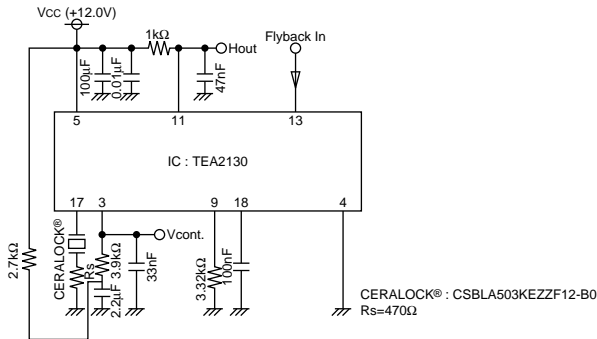 Vcc (+12.0V)
1kΩ
Hout
Flyback In
100μF
0.01μF
47nF
5
11
13
IC : TEA2130
17
3
9
18
4
2.7kΩ
CERALOCK®
Rs
3.9kΩ
2.2μF
Vcont.
33nF
3.32kΩ
100nF
CERALOCK® : CSBLA503KEZZF12-B0
Rs=470Ω